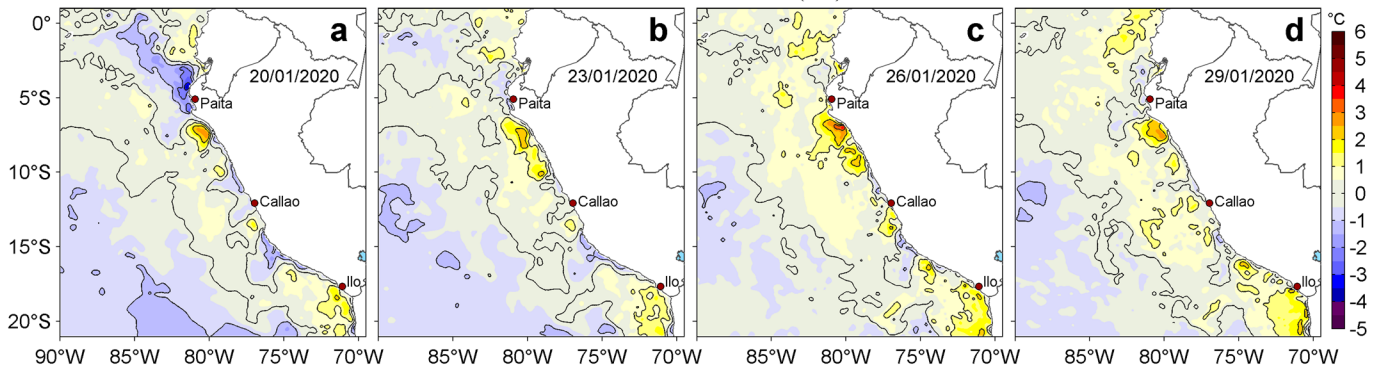 a
b
c
d
°C
20/01/2020
23/01/2020
26/01/2020
29/01/2020
Paita
Paita
Paita
Paita
Callao
Callao
Callao
Callao
Ilo
Ilo
Ilo
Ilo
0°
5°S
10°S
15°S
20°S
90°W 85°W 80°W 75°W 70°W
85°W 80°W 75°W 70°W
85°W 80°W 75°W 70°W
85°W 80°W 75°W 70°W
6
5
4
3
2
1
0
-1
-2
-3
-4
-5